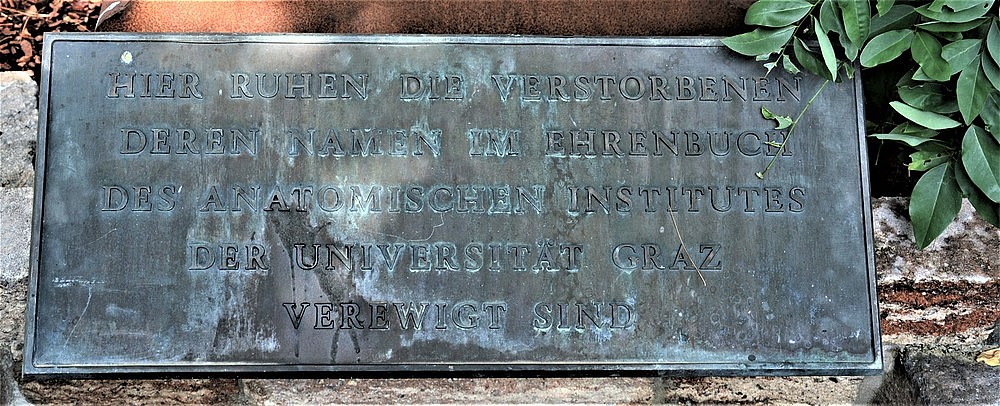 HIER RUHEN DIE VERSTORBENEN
DEREN NAMEN IM EHRENBUCH
DES ANATOMISCHEN INSTITUTES
DER UNIVERSITÄT GRAZ
VEREWIGT SIND